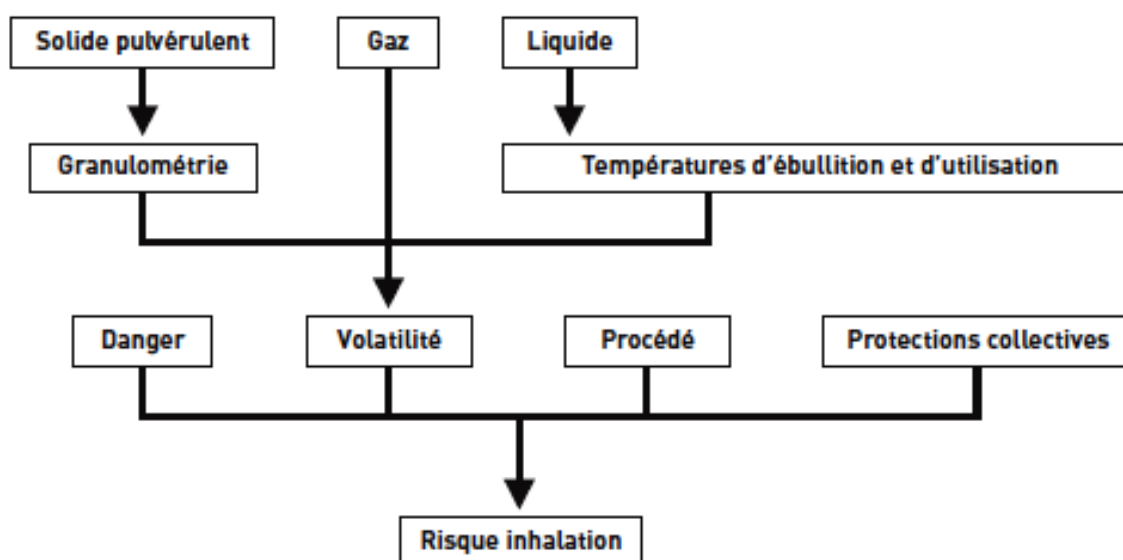 Solide pulvérulent
Gaz
Liquide
Granulométrie
Températures d'ébullition et d'utilisation
Danger
Volatilité
Procédé
Protections collectives
Risque inhalation